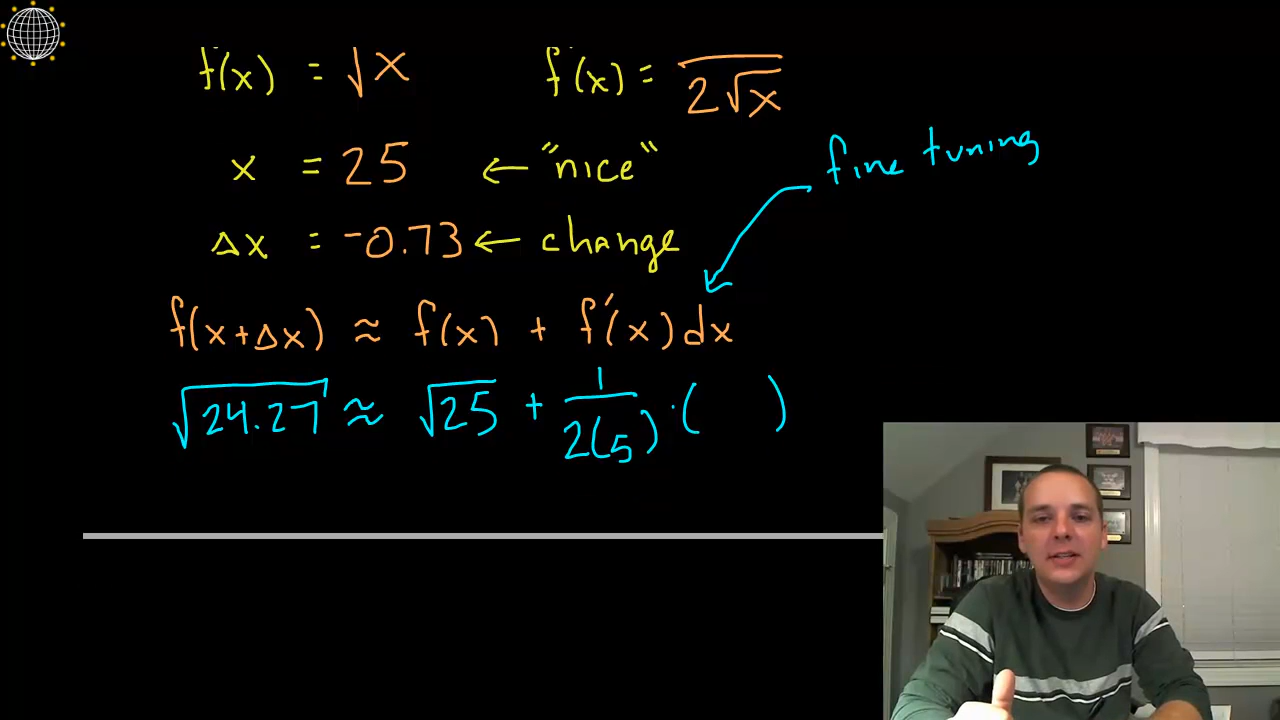 f(x) = √x f'(x) = 1/(2√x)
x = 25 ← "nice"
fine tuning
Δx = -0.73 ← change
f(x+Δx) ≈ f(x) + f'(x)dx
√24.27 ≈ √25 + 1/(2(5)) · ( )